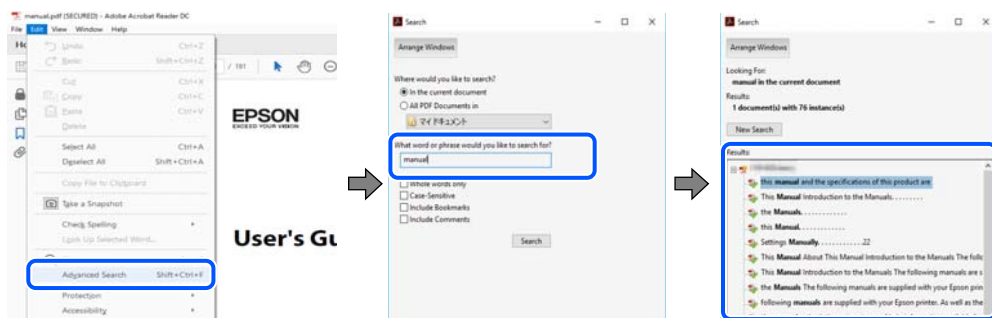 manual.pdf (SECURED) - Adobe Acrobat Reader DC
File Edit View Window Help
Undo Ctrl+Z
Redo Shift+Ctrl+Z
Cut Ctrl+X
Copy Ctrl+C
Paste Ctrl+V
Delete
Select All Ctrl+A
Deselect All Shift+Ctrl+A
Copy File to Clipboard
Take a Snapshot
Check Spelling
Look Up Selected Word...
Advanced Search Shift+Ctrl+F
Protection
Accessibility
/ 181
EPSON
EXCEED YOUR VISION
User's Gu
Search
Arrange Windows
Where would you like to search?
In the current document
All PDF Documents in
マイ ドキュメント
What word or phrase would you like to search for?
manual
Whole words only
Case-Sensitive
Include Bookmarks
Include Comments
Search
Search
Arrange Windows
Looking For:
manual in the current document
Results:
1 document(s) with 76 instance(s)
New Search
Results:
this manual and the specifications of this product are
This Manual Introduction to the Manuals. . . . . . . . .
the Manuals. . . . . . . . . . . .
this Manual. . . . . . . . . . . .
Settings Manually. . . . . . . . . . . .22
This Manual About This Manual Introduction to the Manuals The follo
This Manual Introduction to the Manuals The following manuals are s
the Manuals The following manuals are supplied with your Epson prin
following manuals are supplied with your Epson printer. As well as the